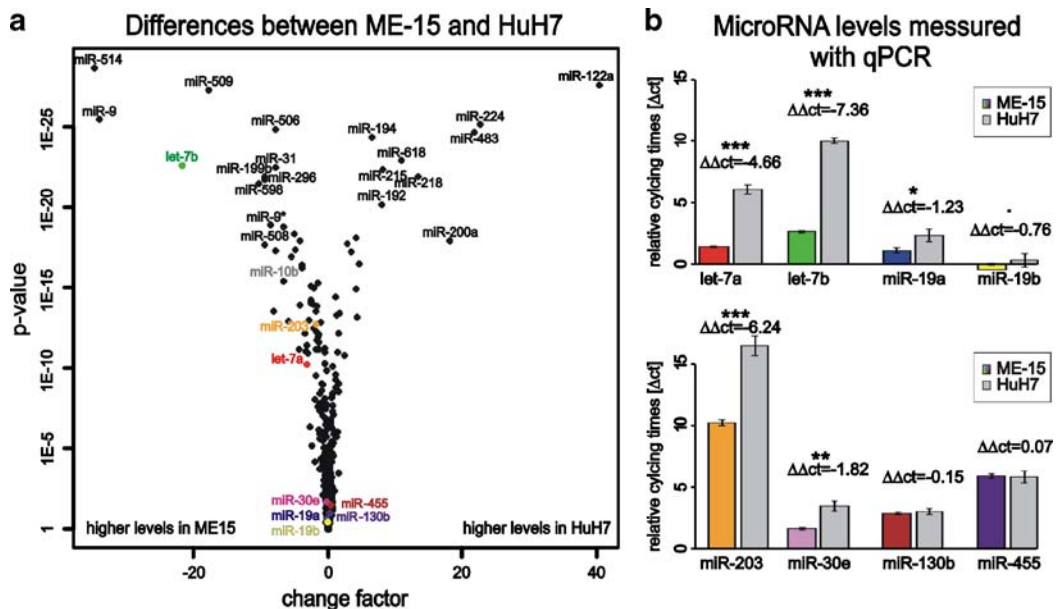 a
Differences between ME-15 and HuH7
miR-514
miR-509
miR-122a
miR-9
miR-506
miR-224
miR-194
miR-483
let-7b
miR-31
miR-618
miR-199b
miR-296
miR-215
miR-218
miR-598
miR-192
miR-9*
miR-508
miR-200a
miR-10b
miR-203
let-7a
miR-30e
miR-455
miR-19a
miR-130b
miR-19b
higher levels in ME15
higher levels in HuH7
p-value
1E-25
1E-20
1E-15
1E-10
1E-5
1
-20
0
20
40
change factor
b
MicroRNA levels messured
with qPCR
relative cylcing times [Δct]
15
10
5
0
ME-15
HuH7
***
ΔΔct=-4.66
***
ΔΔct=-7.36
*
ΔΔct=-1.23
.
ΔΔct=-0.76
let-7a
let-7b
miR-19a
miR-19b
relative cylcing times [Δct]
15
10
5
0
ME-15
HuH7
***
ΔΔct=-6.24
**
ΔΔct=-1.82
ΔΔct=-0.15
ΔΔct=0.07
miR-203
miR-30e
miR-130b
miR-455